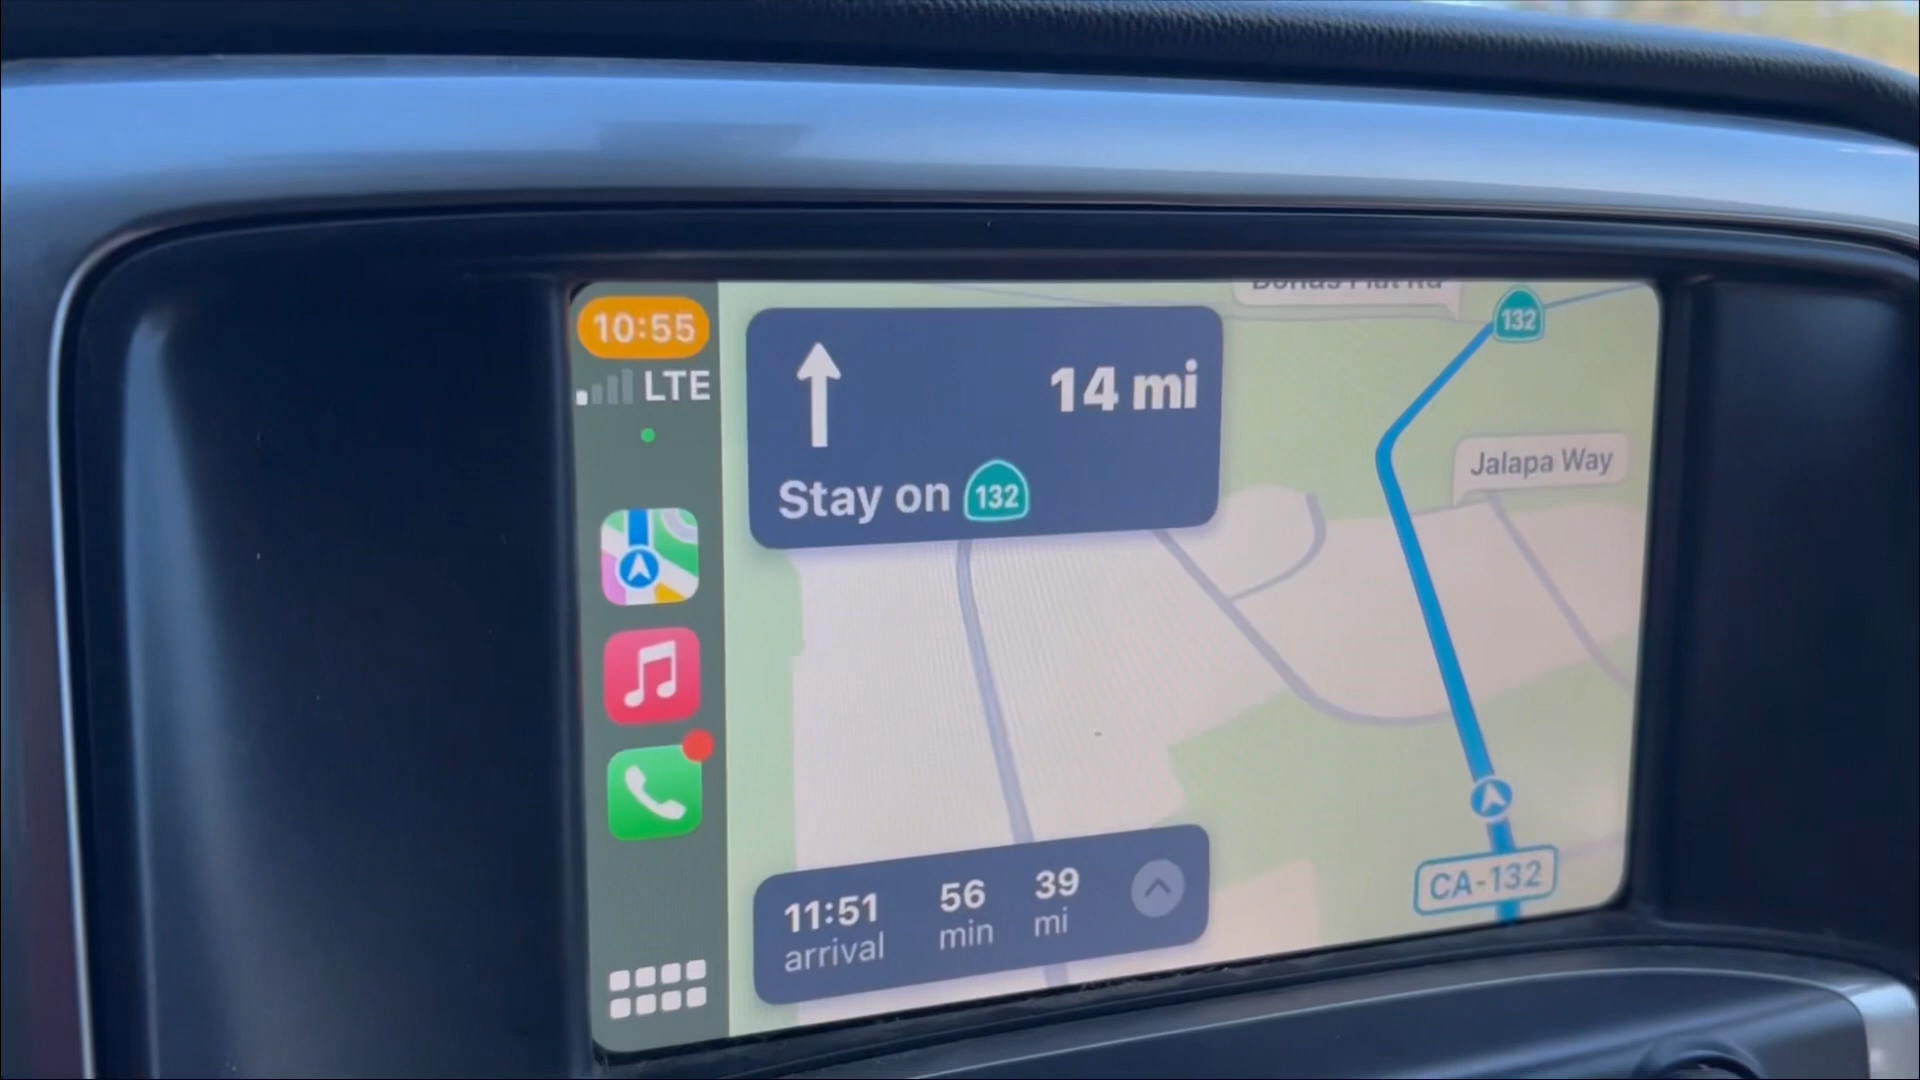 10:55
LTE
14 mi
Stay on 132
132
Jalapa Way
CA-132
11:51 56 39
arrival min mi